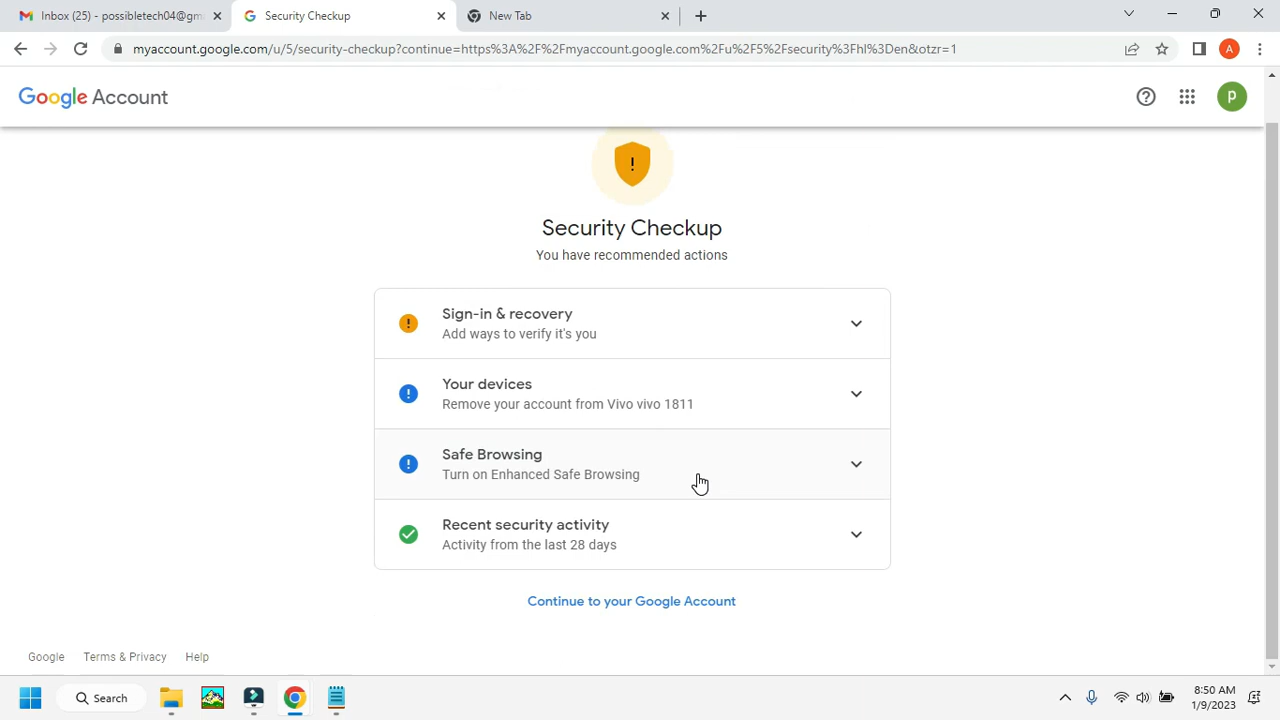 Inbox (25) - possibletech04@gm
Security Checkup
New Tab
myaccount.google.com/u/5/security-checkup?continue=https%3A%2F%2Fmyaccount.google.com%2Fu%2F5%2Fsecurity%3Fhl%3Den&otzr=1
A
Google Account
p
Security Checkup
You have recommended actions
Sign-in & recovery
Add ways to verify it's you
Your devices
Remove your account from Vivo vivo 1811
Safe Browsing
Turn on Enhanced Safe Browsing
Recent security activity
Activity from the last 28 days
Continue to your Google Account
Google Terms & Privacy Help
Search
8:50 AM
1/9/2023